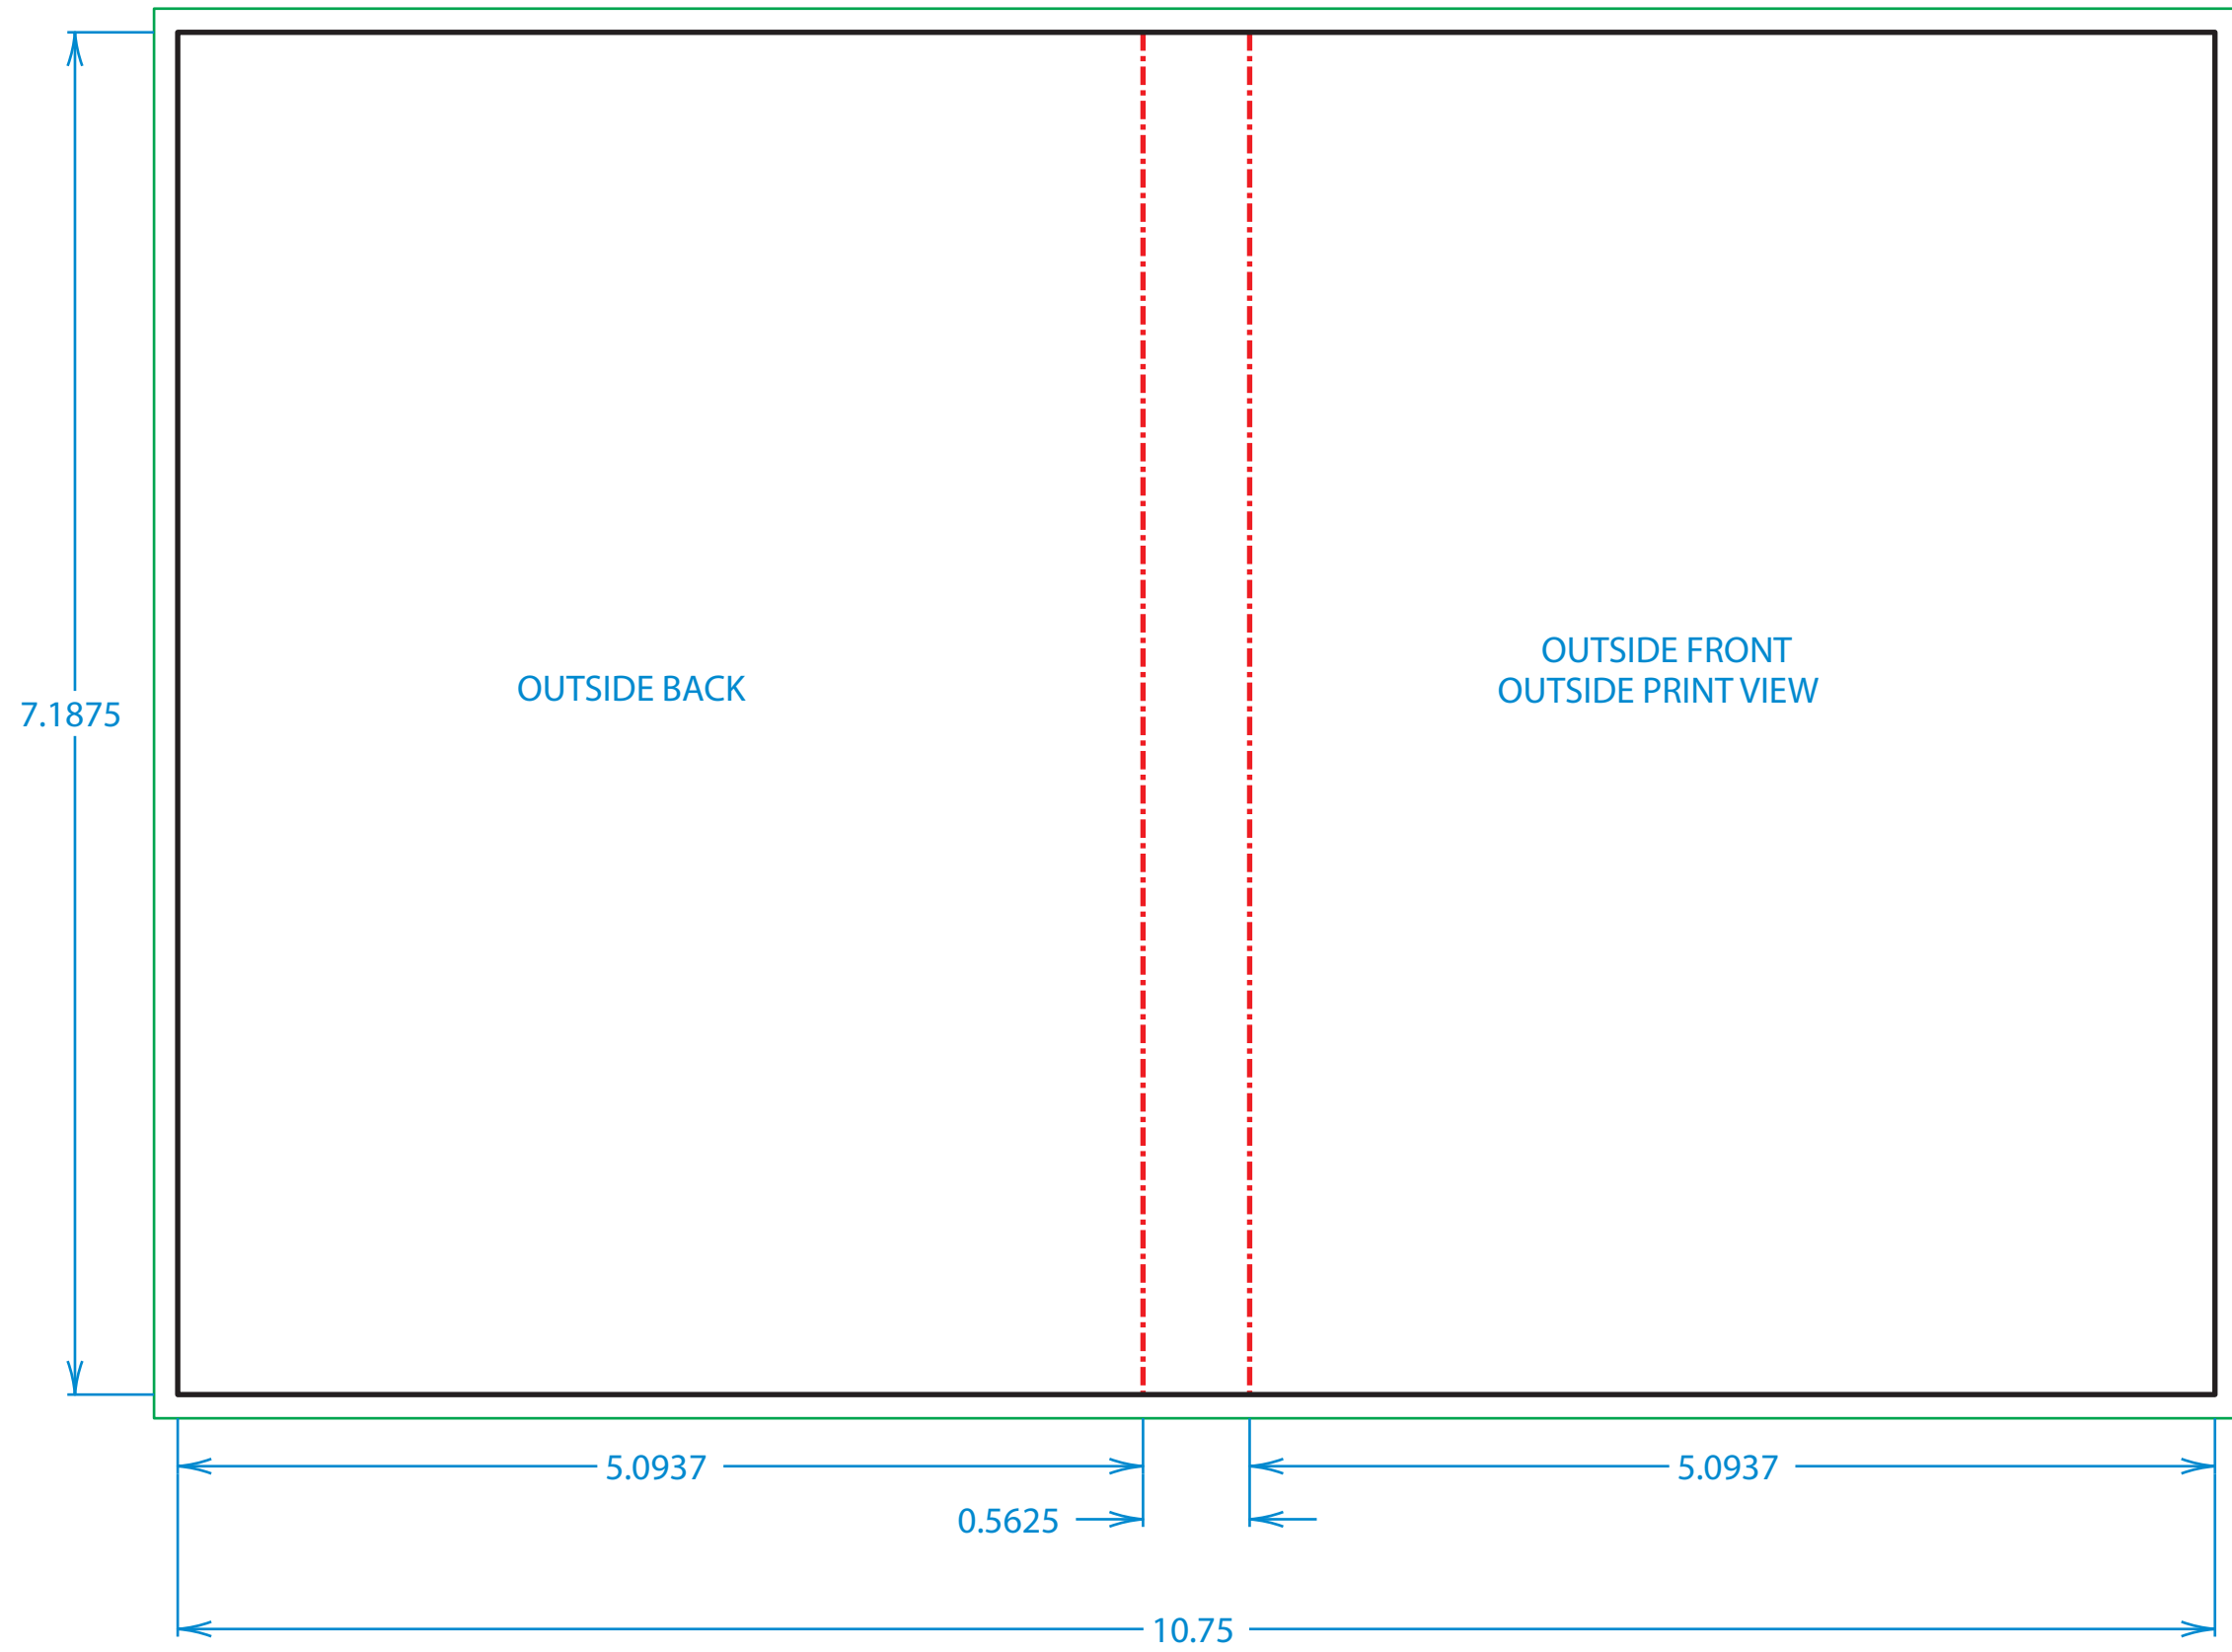 OUTSIDE FRONT
OUTSIDE BACK
OUTSIDE PRINT VIEW
7.1875
5.0937
5.0937
0.5625
10.75